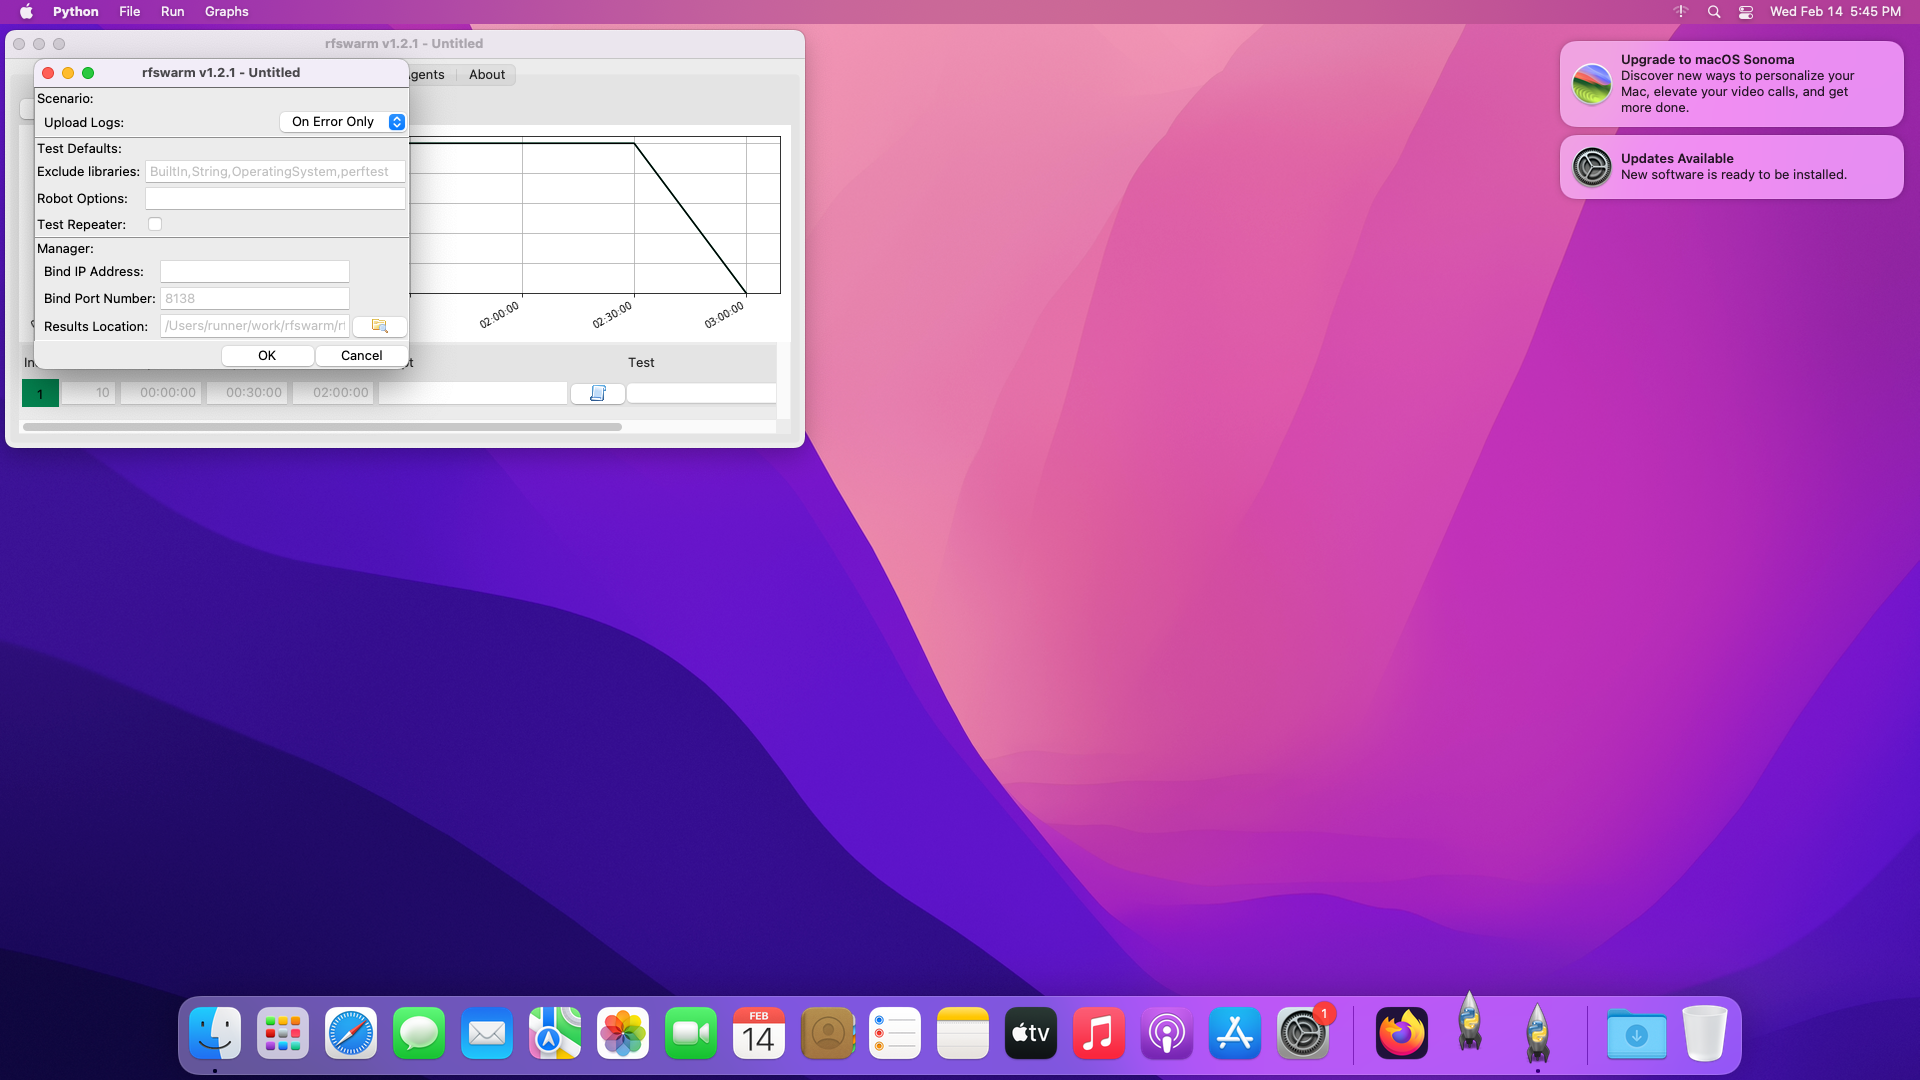 Python File Run Graphs
Wed Feb 14 5:45 PM
rfswarm v1.2.1 - Untitled
rfswarm v1.2.1 - Untitled
gents About
Scenario:
Upload Logs: On Error Only
Test Defaults:
Exclude libraries: BuiltIn,String,OperatingSystem,perftest
Robot Options:
Test Repeater:
Manager:
Bind IP Address:
Bind Port Number: 8138
Results Location: /Users/runner/work/rfswarm/r
OK Cancel
02:00:00 02:30:00 03:00:00
In t Test
1 10 00:00:00 00:30:00 02:00:00
Upgrade to macOS Sonoma
Discover new ways to personalize your
Mac, elevate your video calls, and get
more done.
Updates Available
New software is ready to be installed.
FEB
14
tv
1